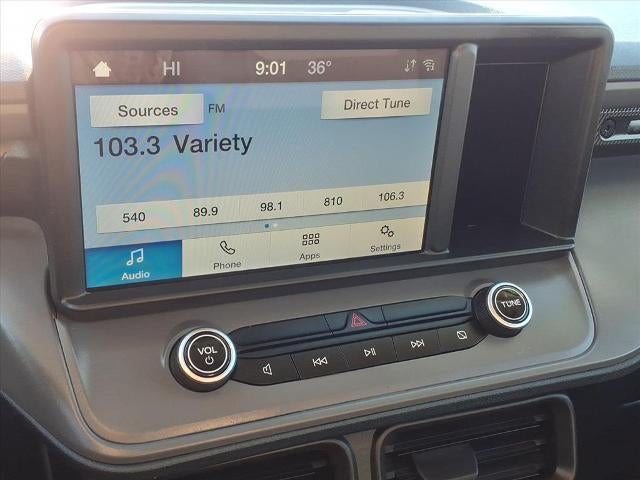 HI 9:01 36°
Sources FM Direct Tune
103.3 Variety
540 89.9 98.1 810 106.3
Audio Phone Apps Settings
VOL TUNE